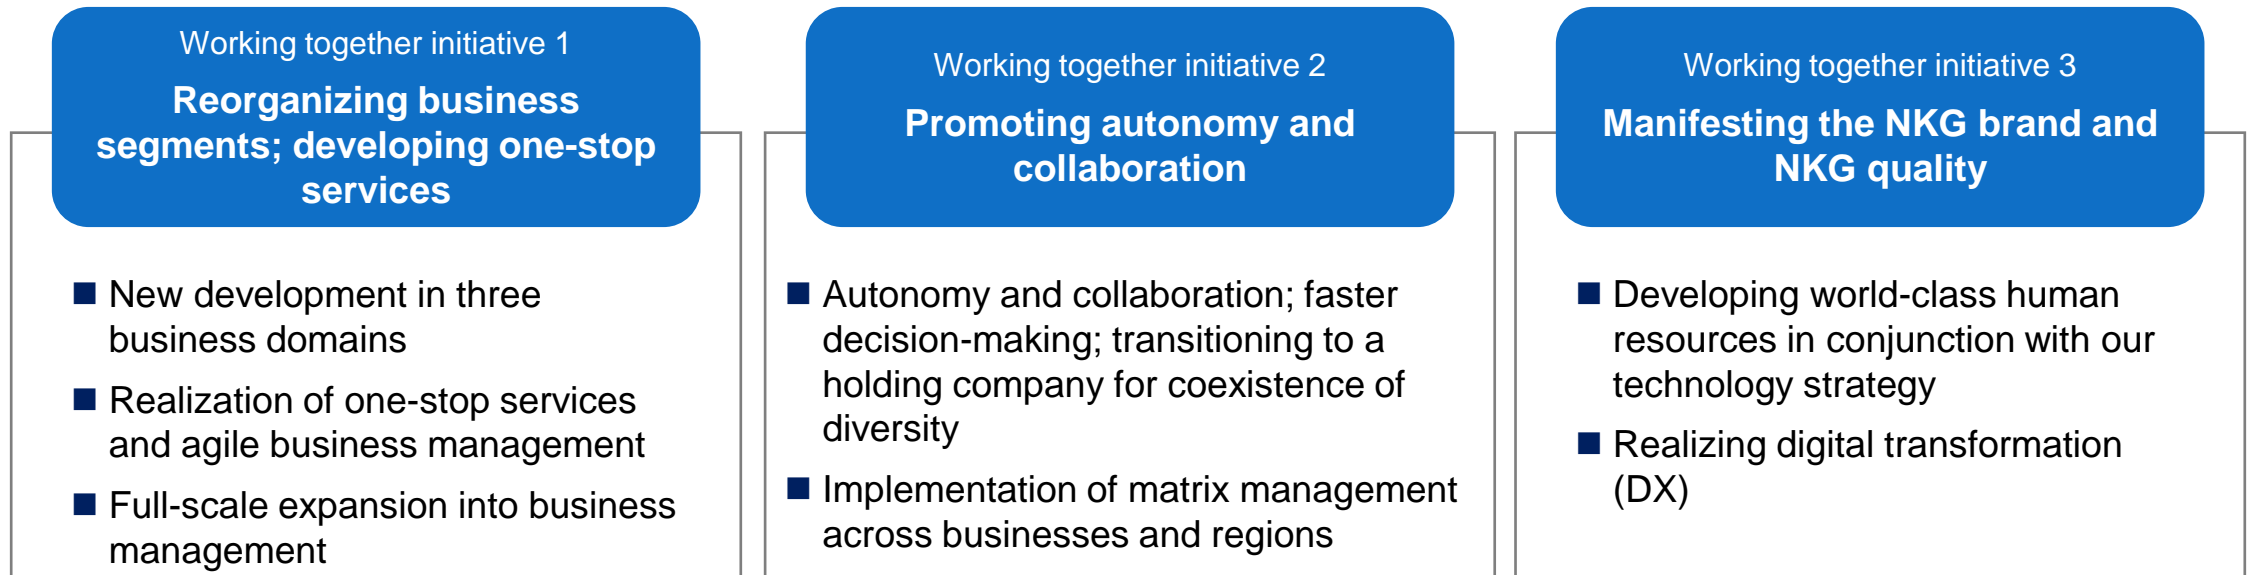 Working together initiative 1
Reorganizing business
segments; developing one-stop
services
New development in three
business domains
Realization of one-stop services
and agile business management
Full-scale expansion into business
management
Working together initiative 2
Promoting autonomy and
collaboration
Autonomy and collaboration; faster
decision-making; transitioning to a
holding company for coexistence of
diversity
Implementation of matrix management
across businesses and regions
Working together initiative 3
Manifesting the NKG brand and
NKG quality
Developing world-class human
resources in conjunction with our
technology strategy
Realizing digital transformation
(DX)